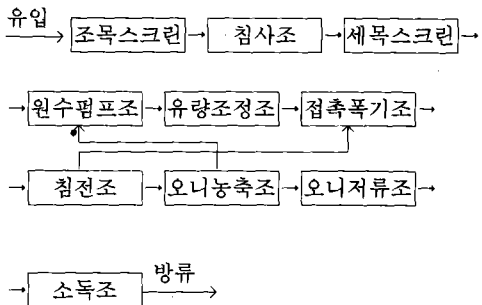 유입
조목스크린 침사조 세목스크린
원수펌프조 유량조정조 접촉폭기조
침전조 오니농축조 오니저류조
소독조 방류